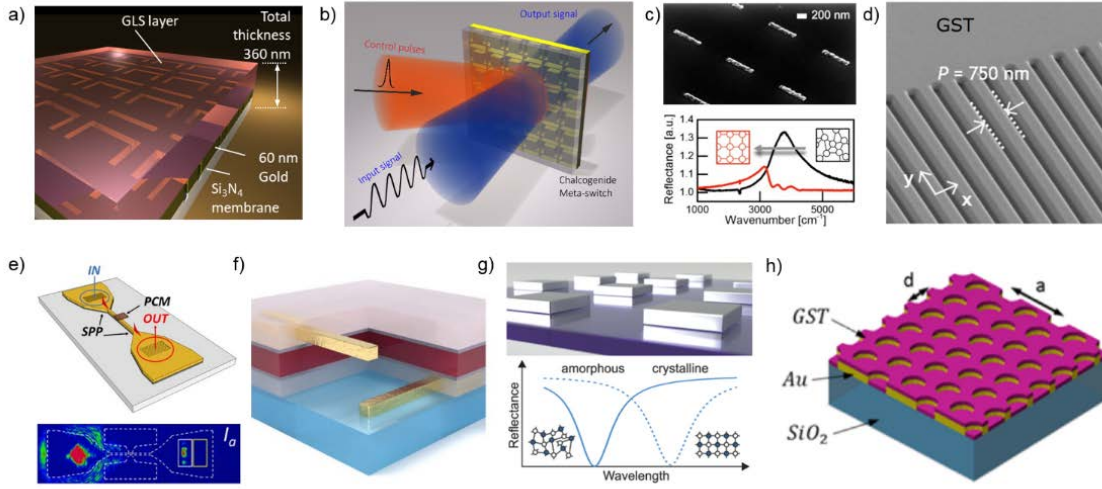 a)
GLS layer
Total
thickness
360 nm
60 nm
Gold
Si₃N₄
membrane
b)
Output signal
Control pulses
Input signal
Chalcogenide
Meta-switch
c)
200 nm
Reflectance [a.u.]
1.4
1.3
1.2
1.1
1.0
1000 3000 5000
Wavenumber [cm⁻¹]
d)
GST
P = 750 nm
y
x
e)
IN
PCM
OUT
SPP
Iₐ
f)
g)
amorphous crystalline
Reflectance
Wavelength
h)
d
a
GST
Au
SiO₂